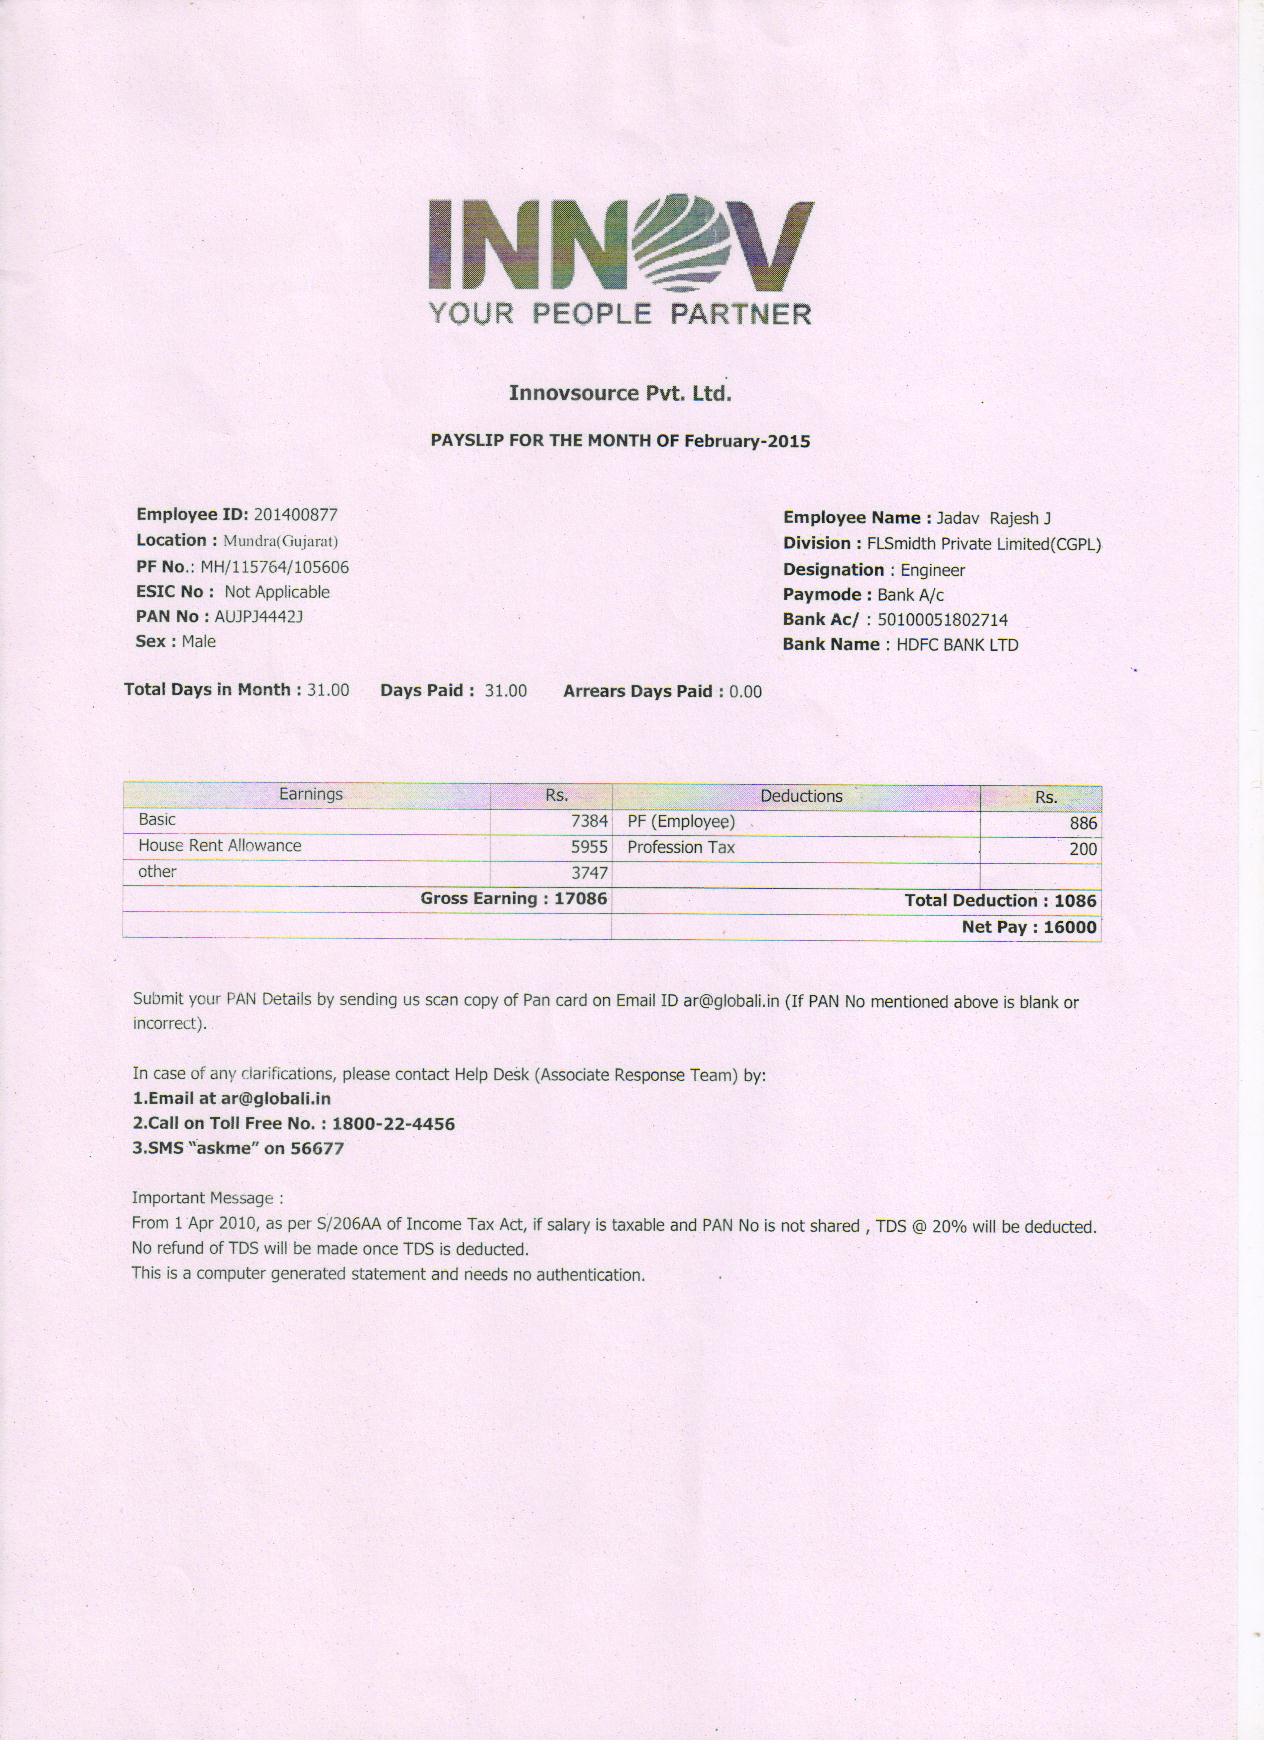 INNOV
YOUR PEOPLE PARTNER
Innovsource Pvt. Ltd.
PAYSLIP FOR THE MONTH OF February-2015
Employee ID: 201400877
Location : Mundra(Gujarat)
PF No.: MH/115764/105606
ESIC No : Not Applicable
PAN No : AUJPJ4442J
Sex : Male
Employee Name : Jadav Rajesh J
Division : FLSmidth Private Limited(CGPL)
Designation : Engineer
Paymode : Bank A/c
Bank Ac/ : 50100051802714
Bank Name : HDFC BANK LTD
Total Days in Month : 31.00 Days Paid : 31.00 Arrears Days Paid : 0.00
Earnings Rs. Deductions Rs.
Basic 7384 PF (Employee) 886
House Rent Allowance 5955 Profession Tax 200
other 3747
Gross Earning : 17086 Total Deduction : 1086
Net Pay : 16000
Submit your PAN Details by sending us scan copy of Pan card on Email ID ar@globali.in (If PAN No mentioned above is blank or
incorrect).
In case of any clarifications, please contact Help Desk (Associate Response Team) by:
1.Email at ar@globali.in
2.Call on Toll Free No. : 1800-22-4456
3.SMS “askme” on 56677
Important Message :
From 1 Apr 2010, as per S/206AA of Income Tax Act, if salary is taxable and PAN No is not shared , TDS @ 20% will be deducted.
No refund of TDS will be made once TDS is deducted.
This is a computer generated statement and needs no authentication.